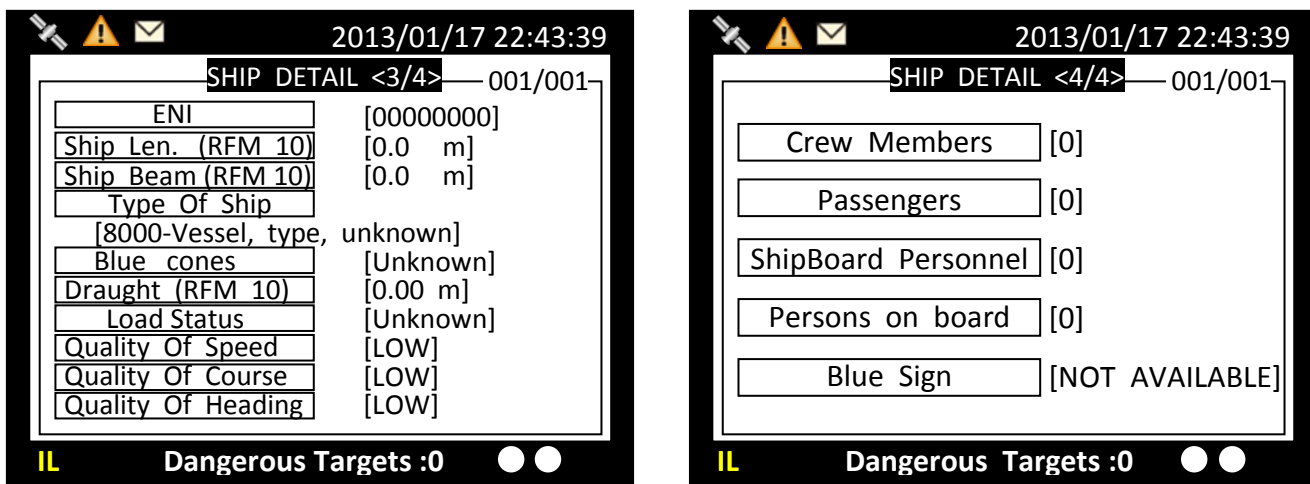 2013/01/17 22:43:39
SHIP DETAIL <3/4> 001/001
ENI [00000000]
Ship Len. (RFM 10) [0.0 m]
Ship Beam (RFM 10) [0.0 m]
Type Of Ship
[8000-Vessel, type, unknown]
Blue cones [Unknown]
Draught (RFM 10) [0.00 m]
Load Status [Unknown]
Quality Of Speed [LOW]
Quality Of Course [LOW]
Quality Of Heading [LOW]
IL Dangerous Targets :0
2013/01/17 22:43:39
SHIP DETAIL <4/4> 001/001
Crew Members [0]
Passengers [0]
ShipBoard Personnel [0]
Persons on board [0]
Blue Sign [NOT AVAILABLE]
IL Dangerous Targets :0